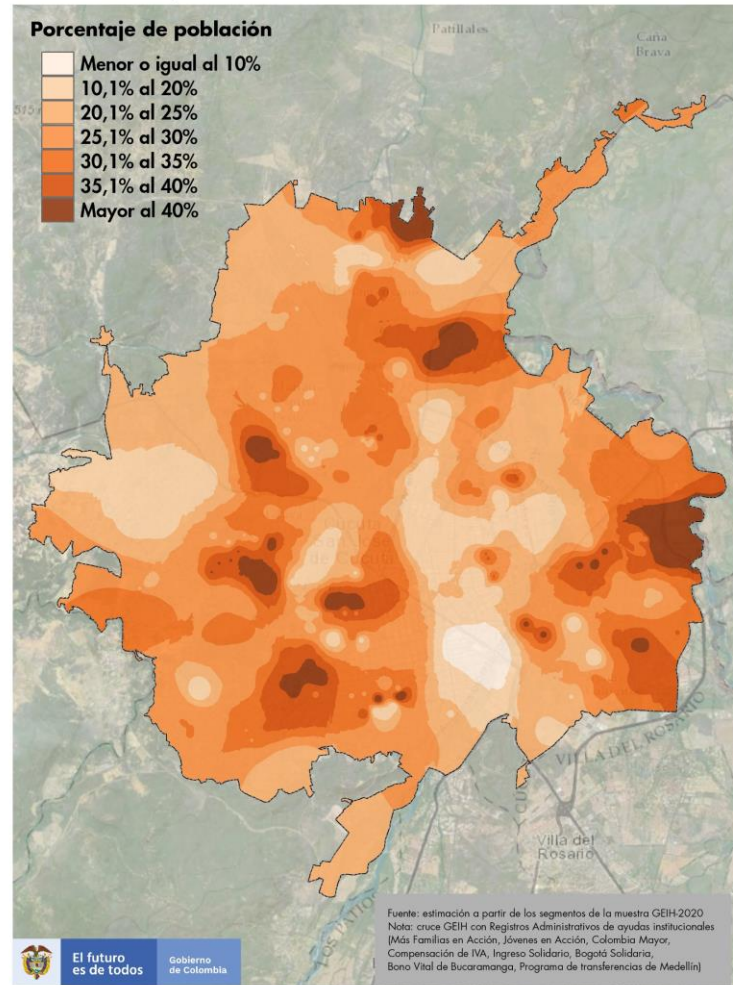 Porcentaje de población
Menor o igual al 10%
10,1% al 20%
20,1% al 25%
25,1% al 30%
30,1% al 35%
35,1% al 40%
Mayor al 40%
Patillales
Caña
Brava
de Cúcuta
VILLA DEL ROSARIO
Villa del
Rosario
LOS PATIOS
Fuente: estimación a partir de los segmentos de la muestra GEIH-2020
Nota: cruce GEIH con Registros Administrativos de ayudas institucionales
(Más Familias en Acción, Jóvenes en Acción, Colombia Mayor,
Compensación de IVA, Ingreso Solidario, Bogotá Solidaria,
Bono Vital de Bucaramanga, Programa de transferencias de Medellín)
El futuro
es de todos
Gobierno
de Colombia